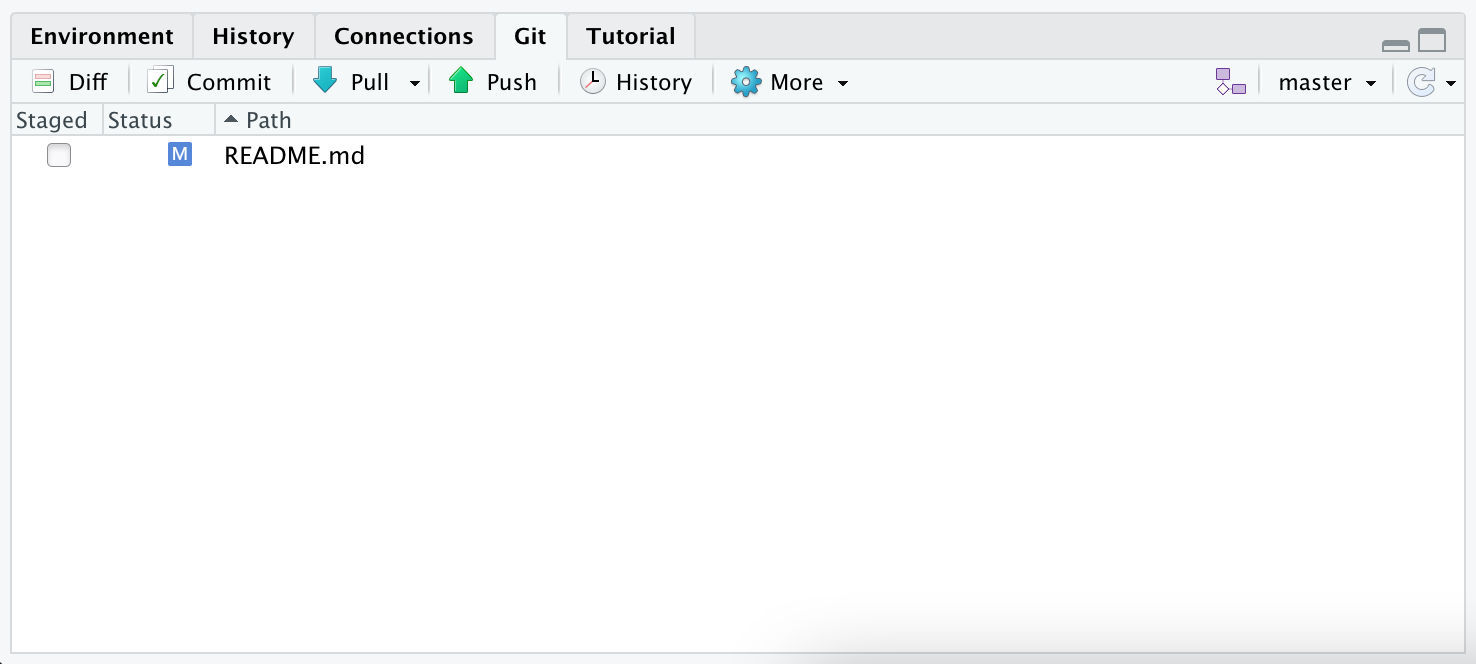 Environment History Connections Git Tutorial
Diff Commit Pull Push History More master
Staged Status Path
M README.md